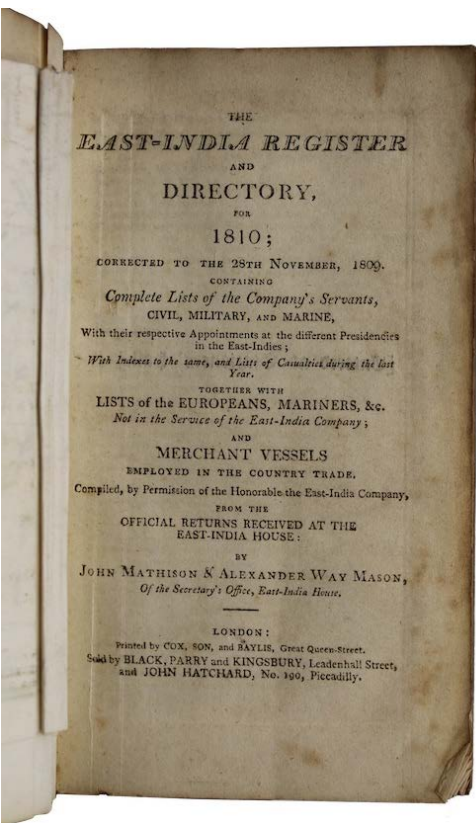 THE
EAST-INDIA REGISTER
AND
DIRECTORY,
FOR
1810;
CORRECTED TO THE 28TH NOVEMBER, 1809.
CONTAINING
Complete Lists of the Company's Servants,
CIVIL, MILITARY, AND MARINE,
With their respective Appointments at the different Presidencies
in the East-Indies;
With Indexes to the same, and Lists of Casualties during the last
Year.
TOGETHER WITH
LISTS of the EUROPEANS, MARINERS, &c.
Not in the Service of the East-India Company;
AND
MERCHANT VESSELS
EMPLOYED IN THE COUNTRY TRADE.
Compiled, by Permission of the Honorable the East-India Company,
FROM THE
OFFICIAL RETURNS RECEIVED AT THE
EAST-INDIA HOUSE:
BY
JOHN MATHISON & ALEXANDER WAY MASON,
Of the Secretary's Office, East-India House.
LONDON:
Printed by COX, SON, and BAYLIS, Great Queen-Street.
Sold by BLACK, PARRY and KINGSBURY, Leadenhall Street,
and JOHN HATCHARD, No. 190, Piccadilly.